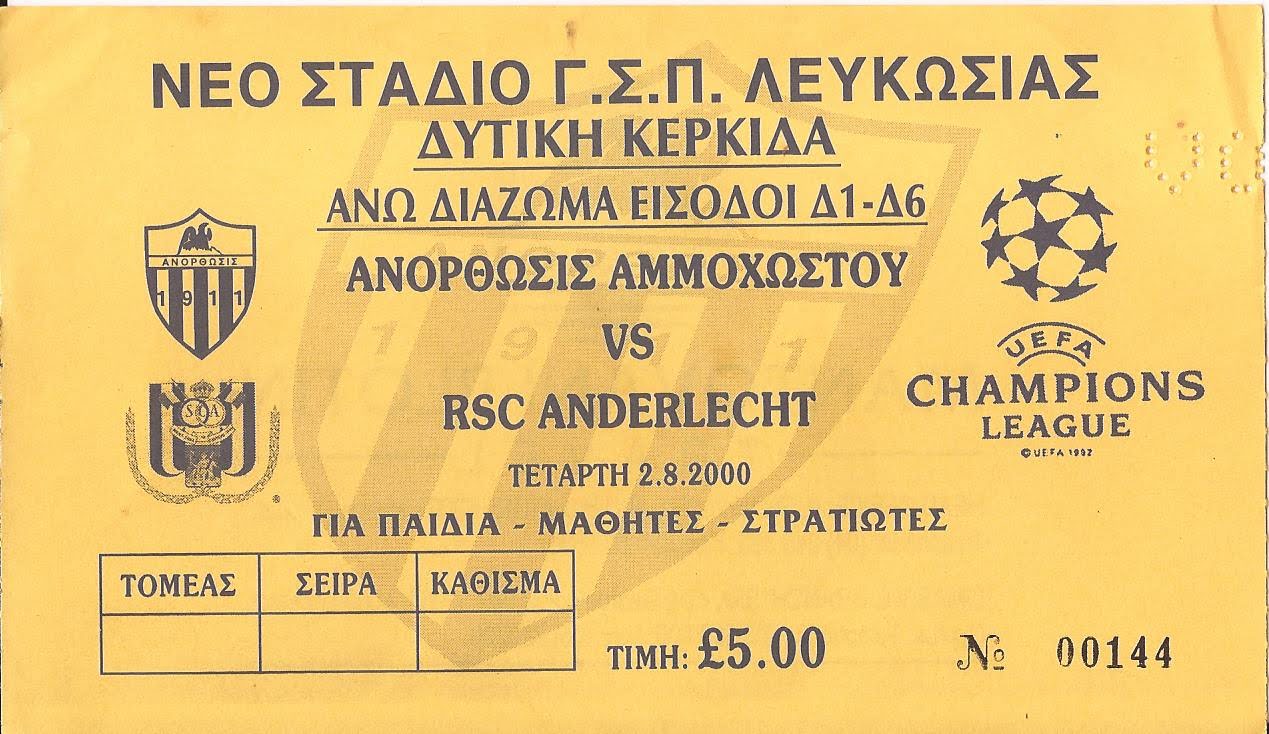 ΝΕΟ ΣΤΑΔΙΟ Γ.Σ.Π. ΛΕΥΚΩΣΙΑΣ
ΔΥΤΙΚΗ ΚΕΡΚΙΔΑ
ΑΝΩ ΔΙΑΖΩΜΑ ΕΙΣΟΔΟΙ Δ1-Δ6
ΑΝΟΡΘΩΣΙΣ
1911
ΑΝΟΡΘΩΣΙΣ ΑΜΜΟΧΩΣΤΟΥ
VS
RSC ANDERLECHT
UEFA
CHAMPIONS
LEAGUE
© UEFA 1992
ΤΕΤΑΡΤΗ 2.8.2000
ΓΙΑ ΠΑΙΔΙΑ - ΜΑΘΗΤΕΣ - ΣΤΡΑΤΙΩΤΕΣ
ΤΟΜΕΑΣ ΣΕΙΡΑ ΚΑΘΙΣΜΑ
ΤΙΜΗ: £5.00
№ 00144